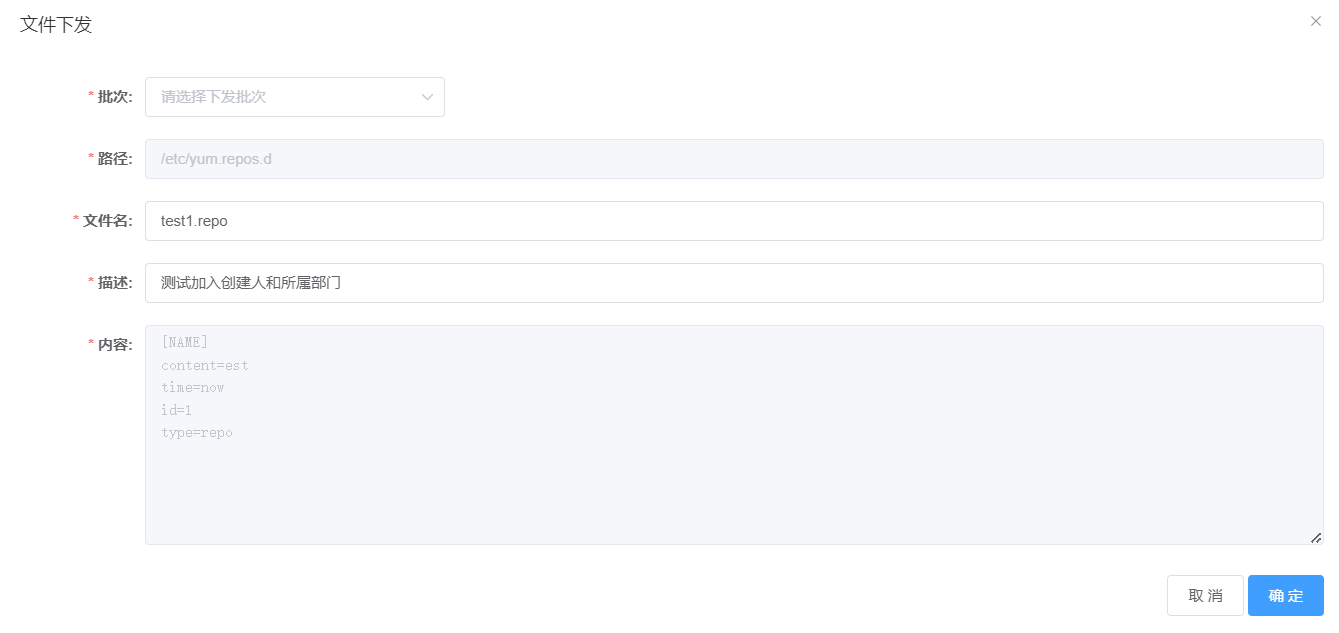 文件下发
* 批次: 请选择下发批次
* 路径: /etc/yum.repos.d
* 文件名: test1.repo
* 描述: 测试加入创建人和所属部门
* 内容: [NAME]
content=est
time=now
id=1
type=repo
取 消 确 定